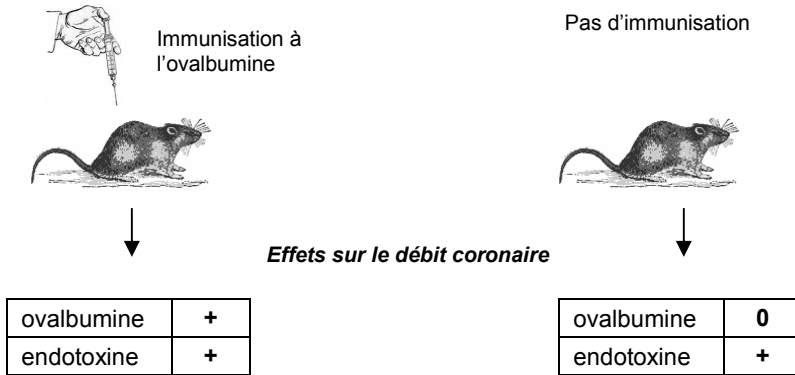 Immunisation à
l’ovalbumine
Pas d’immunisation
Effets sur le débit coronaire
ovalbumine +
endotoxine +
ovalbumine 0
endotoxine +